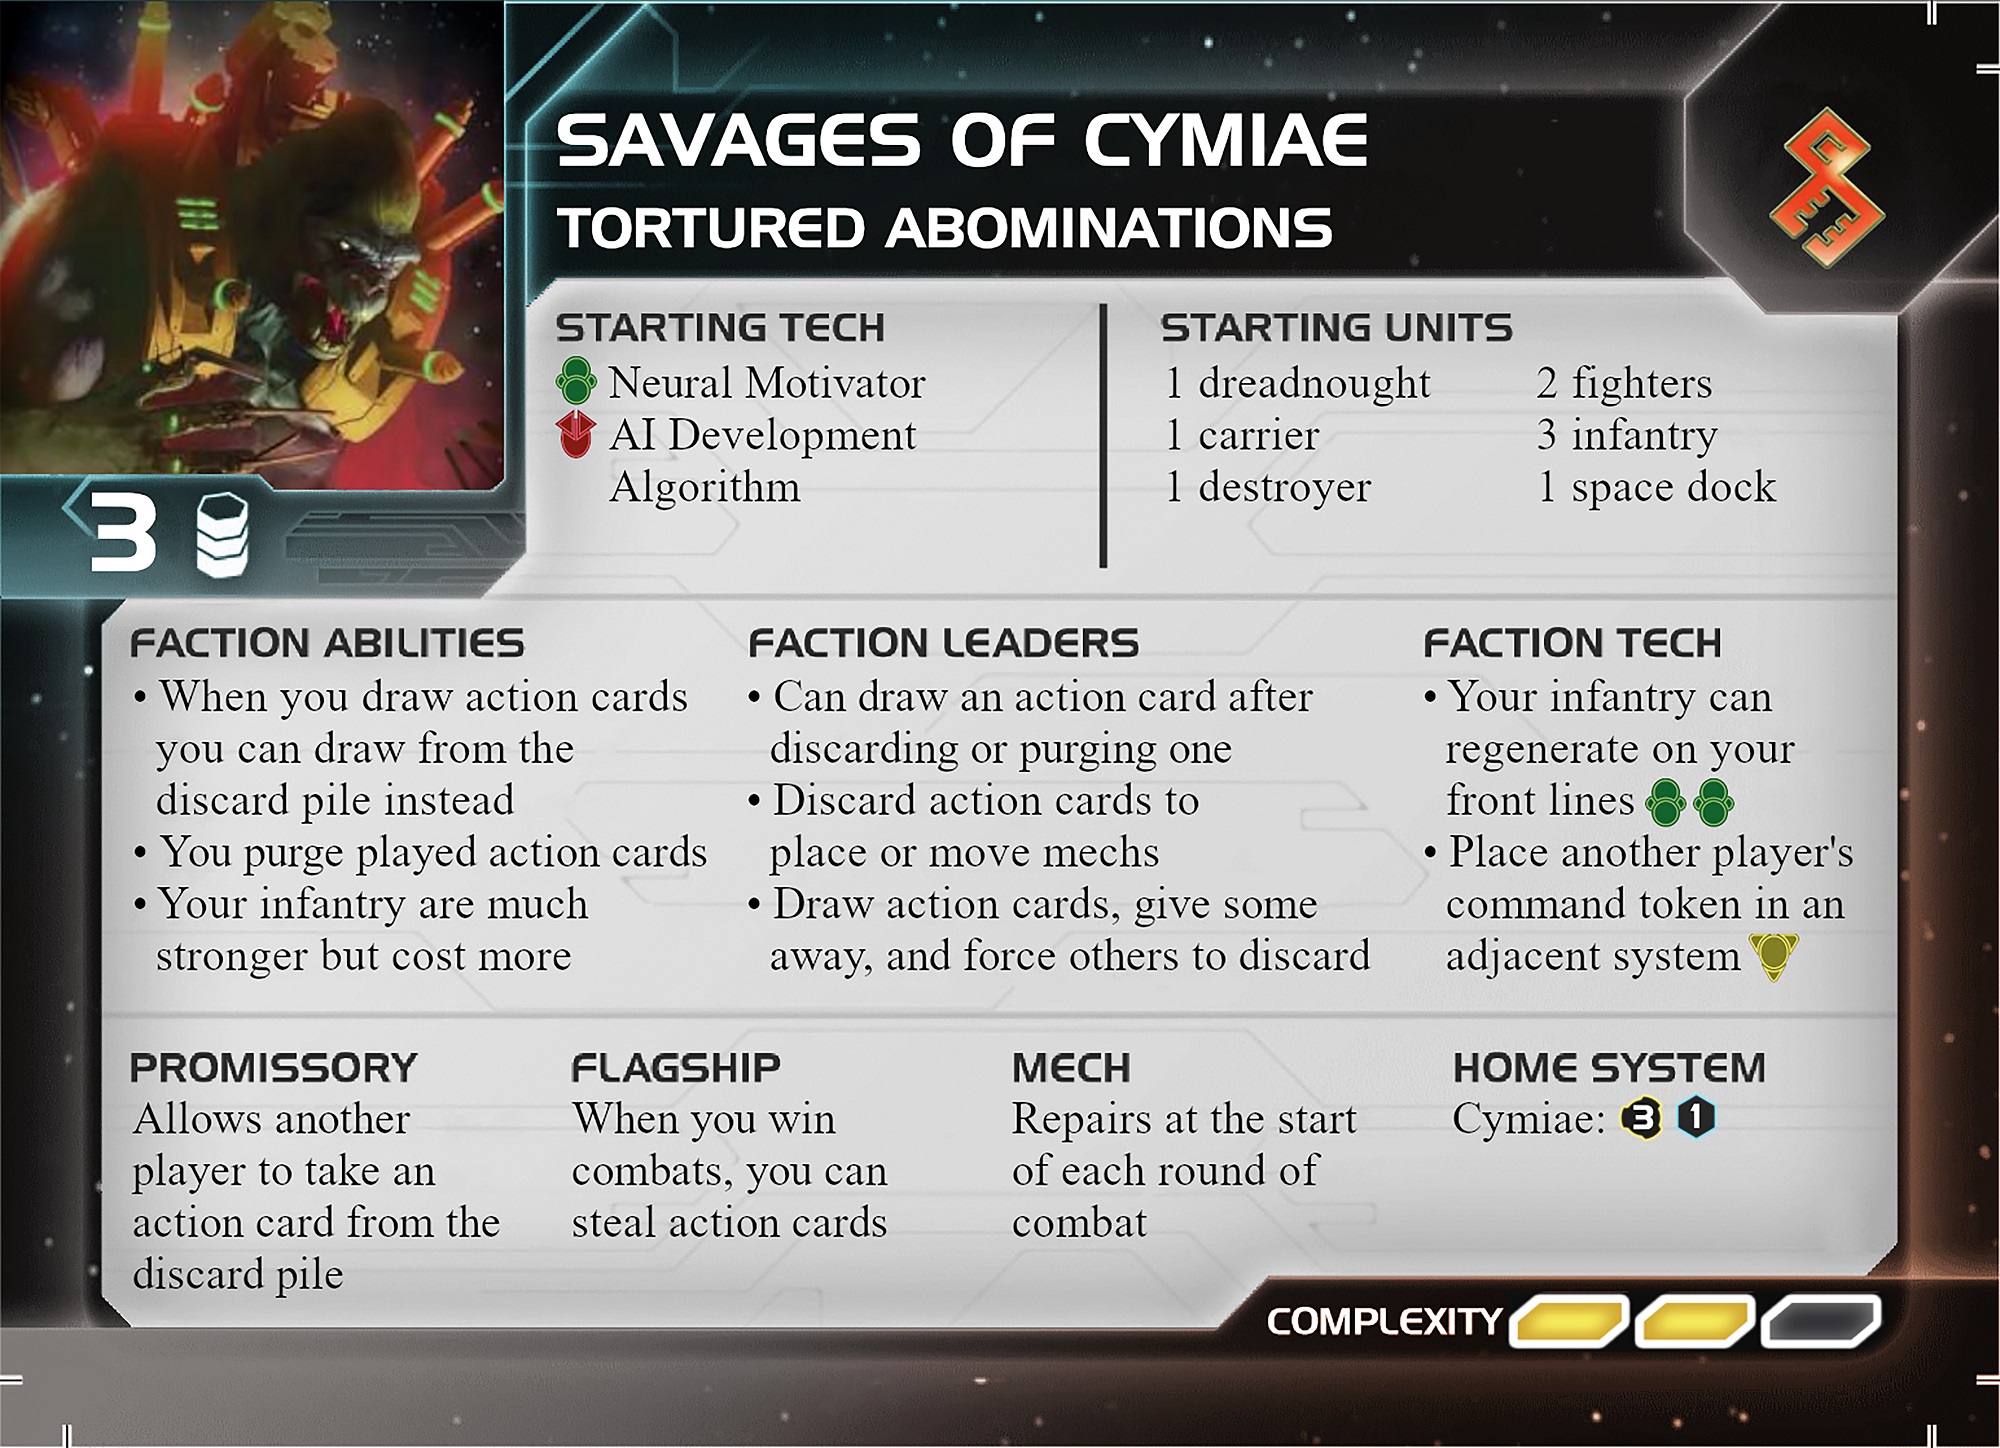 SAVAGES OF CYMIAE
TORTURED ABOMINATIONS
3
STARTING TECH
Neural Motivator
AI Development
Algorithm
STARTING UNITS
1 dreadnought
1 carrier
1 destroyer
2 fighters
3 infantry
1 space dock
FACTION ABILITIES
• When you draw action cards
you can draw from the
discard pile instead
• You purge played action cards
• Your infantry are much
stronger but cost more
FACTION LEADERS
• Can draw an action card after
discarding or purging one
• Discard action cards to
place or move mechs
• Draw action cards, give some
away, and force others to discard
FACTION TECH
• Your infantry can
regenerate on your
front lines
• Place another player's
command token in an
adjacent system
PROMISSORY
Allows another
player to take an
action card from the
discard pile
FLAGSHIP
When you win
combats, you can
steal action cards
MECH
Repairs at the start
of each round of
combat
HOME SYSTEM
Cymiae: 3 1
COMPLEXITY